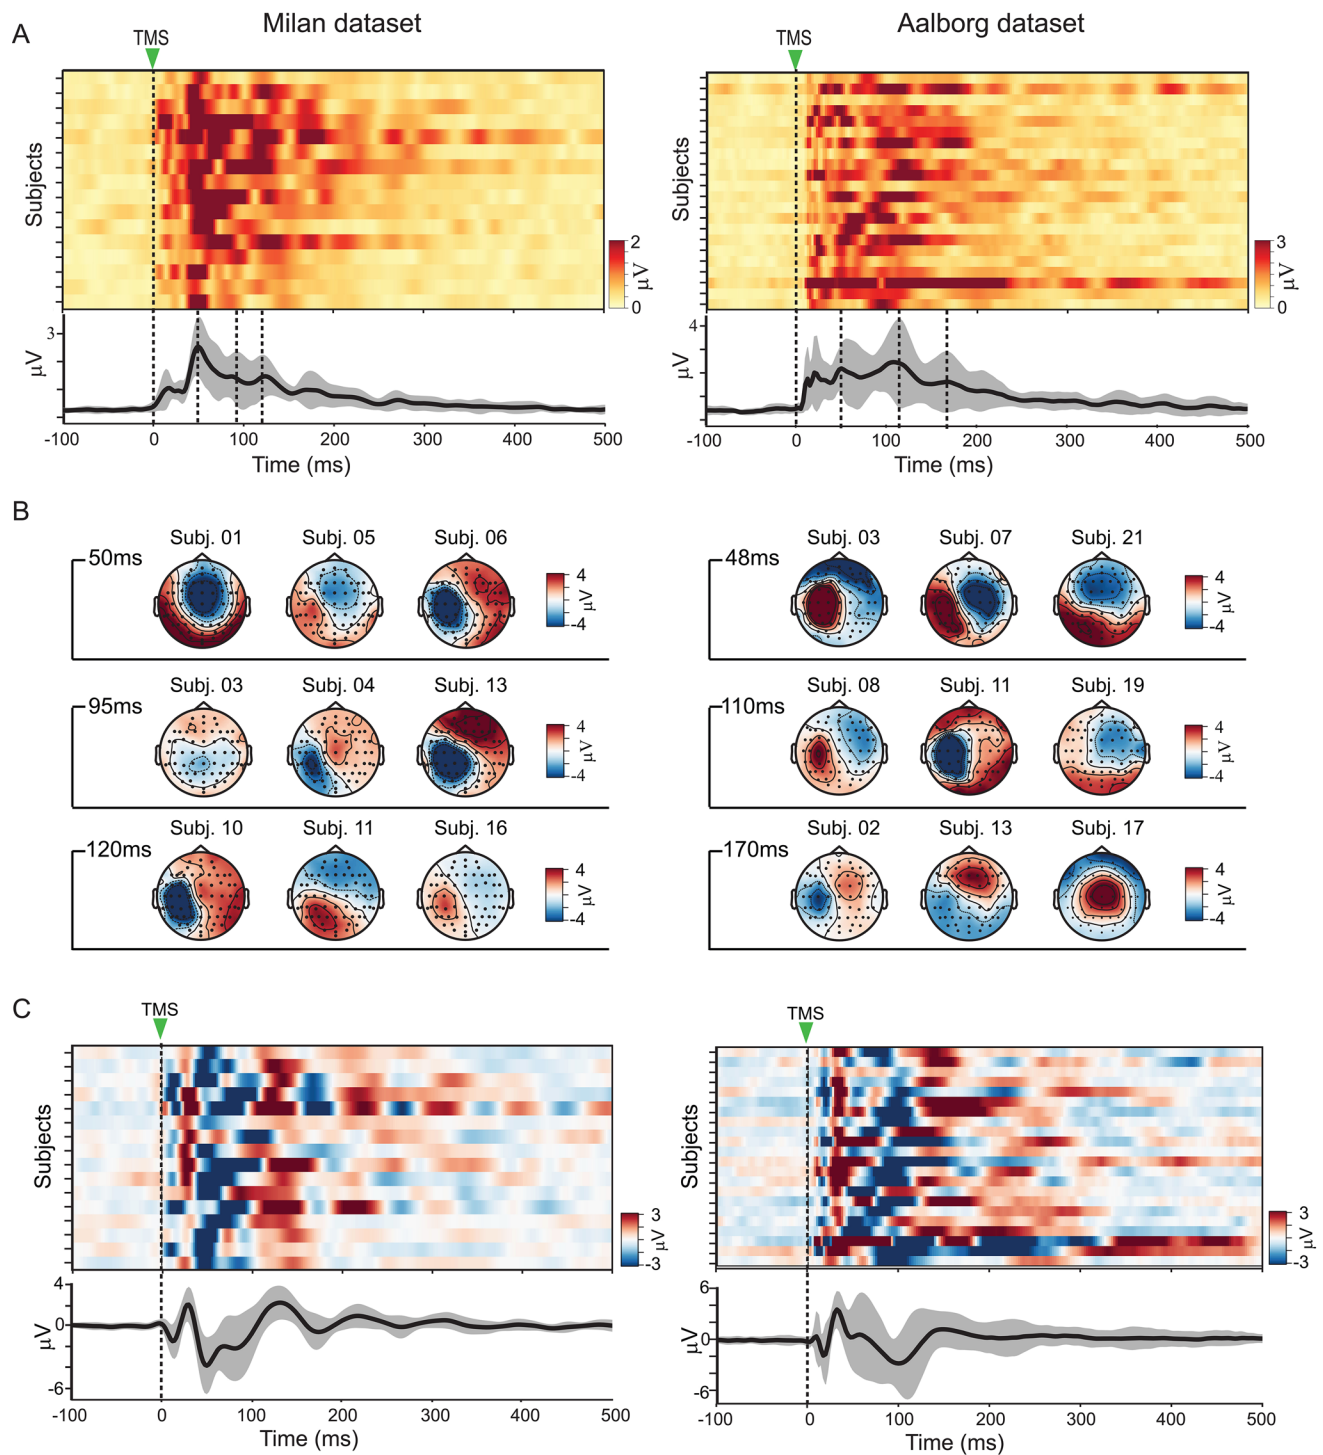 Milan dataset
Aalborg dataset
A
TMS
TMS
Subjects
Subjects
2
μV
0
3
μV
0
3
μV
4
μV
-100 0 100 200 300 400 500
Time (ms)
-100 0 100 200 300 400 500
Time (ms)
B
50ms
Subj. 01 Subj. 05 Subj. 06
4
μV
-4
48ms
Subj. 03 Subj. 07 Subj. 21
4
μV
-4
95ms
Subj. 03 Subj. 04 Subj. 13
4
μV
-4
110ms
Subj. 08 Subj. 11 Subj. 19
4
μV
-4
120ms
Subj. 10 Subj. 11 Subj. 16
4
μV
-4
170ms
Subj. 02 Subj. 13 Subj. 17
4
μV
-4
C
TMS
TMS
Subjects
Subjects
3
μV
-3
3
μV
-3
4
0
-6
μV
6
0
-6
μV
-100 0 100 200 300 400 500
Time (ms)
-100 0 100 200 300 400 500
Time (ms)